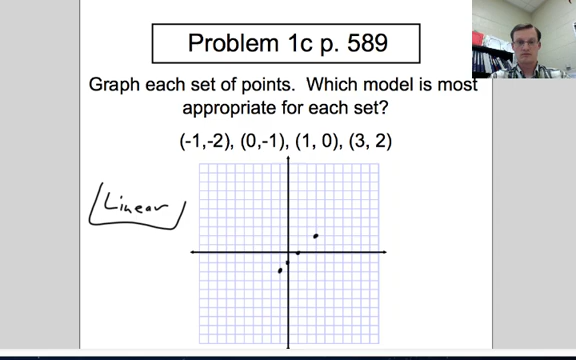 Problem 1c p. 589
Graph each set of points. Which model is most
appropriate for each set?
(-1,-2), (0,-1), (1, 0), (3, 2)
Linear